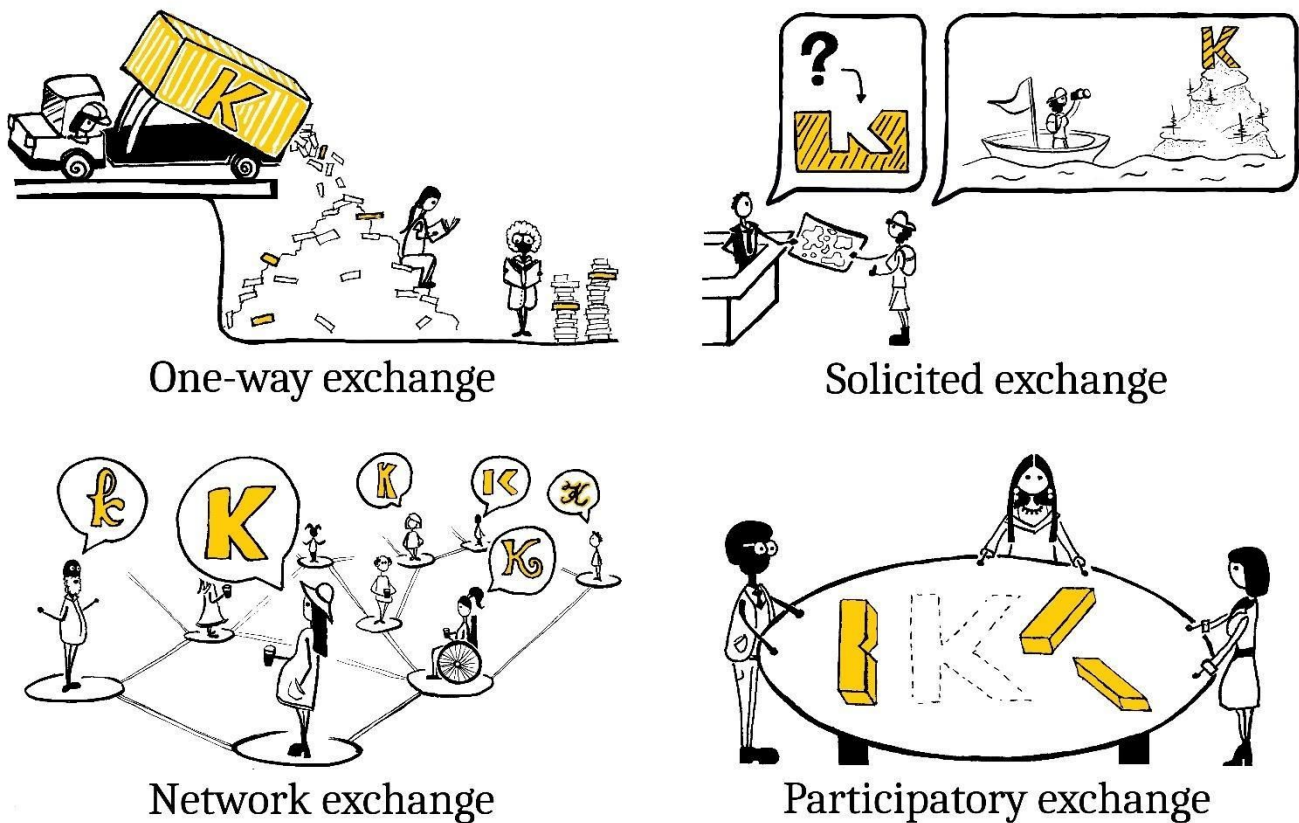 K
?
K
K
One-way exchange
Solicited exchange
k
K
K
K
K
K
K
Network exchange
Participatory exchange